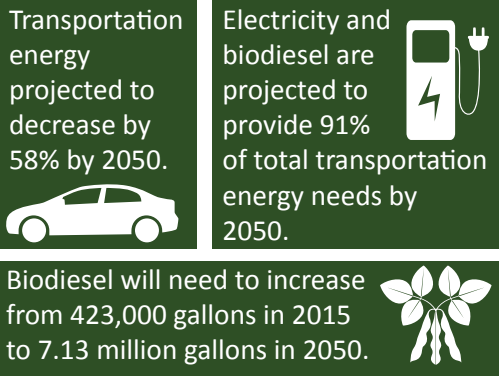 Transportation
energy
projected to
decrease by
58% by 2050.
Electricity and
biodiesel are
projected to
provide 91%
of total transportation
energy needs by
2050.
Biodiesel will need to increase
from 423,000 gallons in 2015
to 7.13 million gallons in 2050.